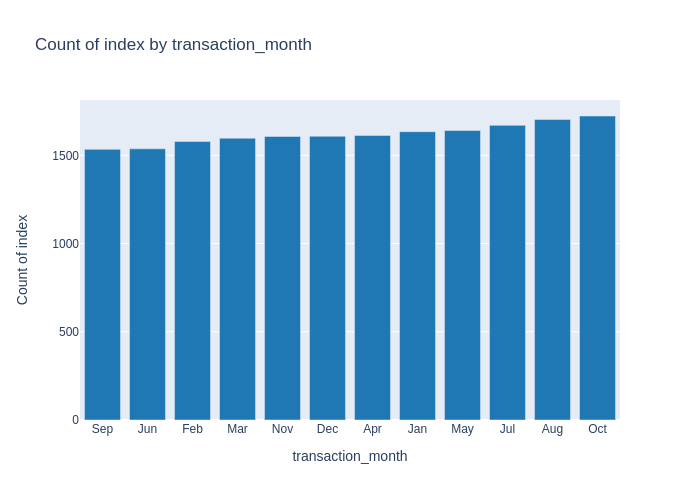 Count of index by transaction_month
Count of index
1500
1000
500
0
Sep Jun Feb Mar Nov Dec Apr Jan May Jul Aug Oct
transaction_month